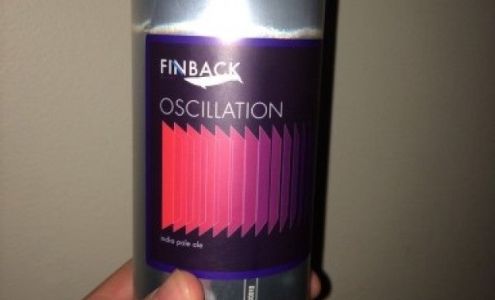 FINBACK
OSCILLATION
india pale ale